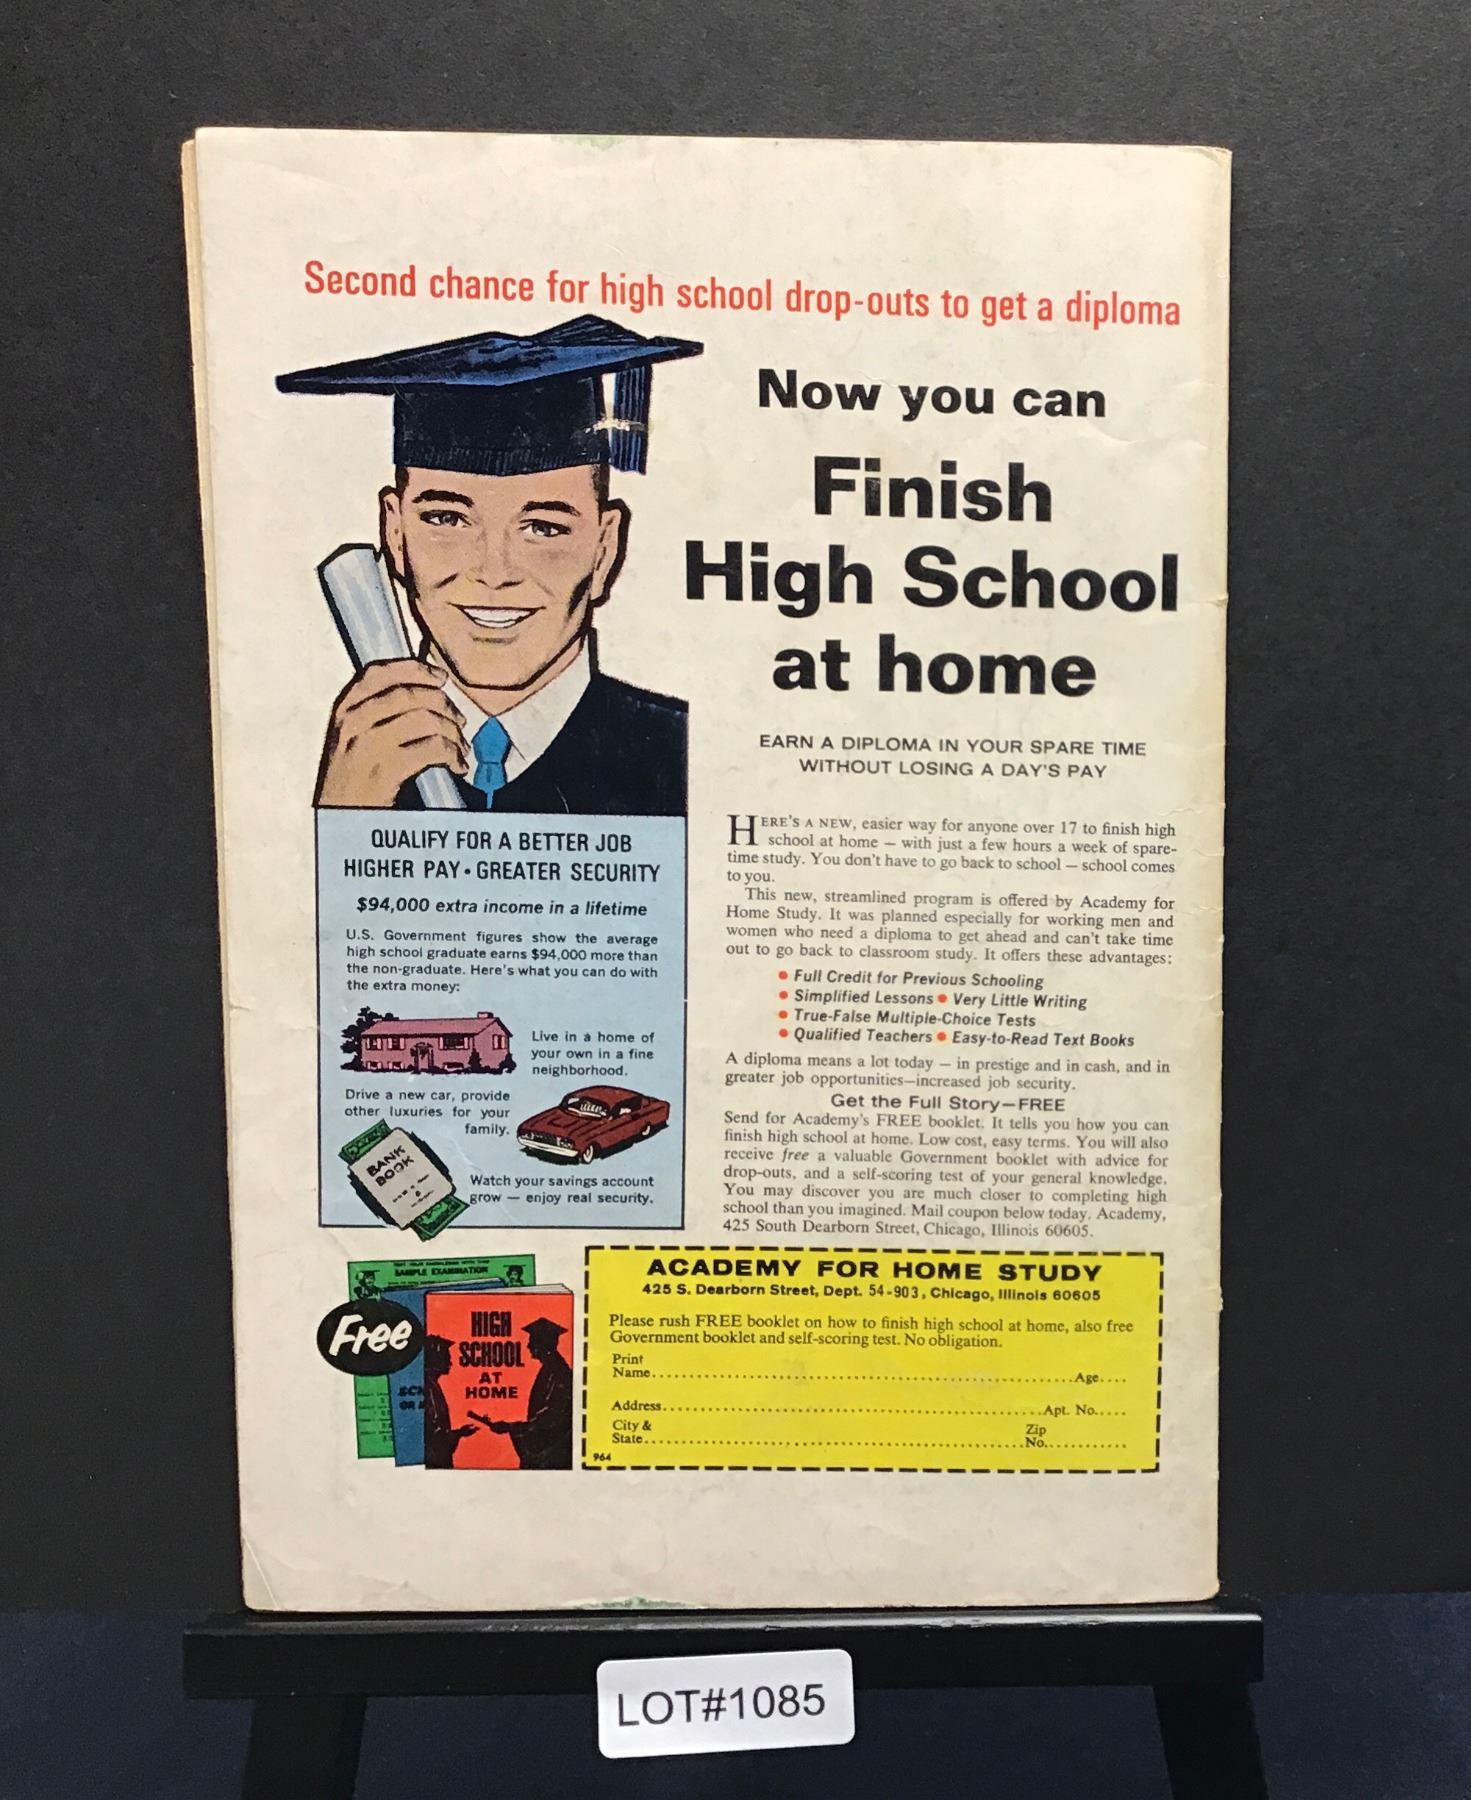 Second chance for high school drop-outs to get a diploma
Now you can
Finish
High School
at home
EARN A DIPLOMA IN YOUR SPARE TIME
WITHOUT LOSING A DAY'S PAY
QUALIFY FOR A BETTER JOB
HIGHER PAY • GREATER SECURITY
$94,000 extra income in a lifetime
U.S. Government figures show the average
high school graduate earns $94,000 more than
the non-graduate. Here's what you can do with
the extra money:
Live in a home of
your own in a fine
neighborhood.
Drive a new car, provide
other luxuries for your
family.
BANK
BOOK
Watch your savings account
grow — enjoy real security.
HERE'S A NEW, easier way for anyone over 17 to finish high
school at home — with just a few hours a week of spare-
time study. You don't have to go back to school — school comes
to you.
This new, streamlined program is offered by Academy for
Home Study. It was planned especially for working men and
women who need a diploma to get ahead and can't take time
out to go back to classroom study. It offers these advantages:
• Full Credit for Previous Schooling
• Simplified Lessons • Very Little Writing
• True-False Multiple-Choice Tests
• Qualified Teachers • Easy-to-Read Text Books
A diploma means a lot today — in prestige and in cash, and in
greater job opportunities—increased job security.
Get the Full Story—FREE
Send for Academy's FREE booklet. It tells you how you can
finish high school at home. Low cost, easy terms. You will also
receive free a valuable Government booklet with advice for
drop-outs, and a self-scoring test of your general knowledge.
You may discover you are much closer to completing high
school than you imagined. Mail coupon below today. Academy,
425 South Dearborn Street, Chicago, Illinois 60605.
SAMPLE EXAMINATION
Free
HIGH
SCHOOL
AT
HOME
ACADEMY FOR HOME STUDY
425 S. Dearborn Street, Dept. 54-903, Chicago, Illinois 60605
Please rush FREE booklet on how to finish high school at home, also free
Government booklet and self-scoring test. No obligation.
Print
Name.....Age....
Address.....Apt. No.....
City & Zip
State.....No.....
964
LOT#1085